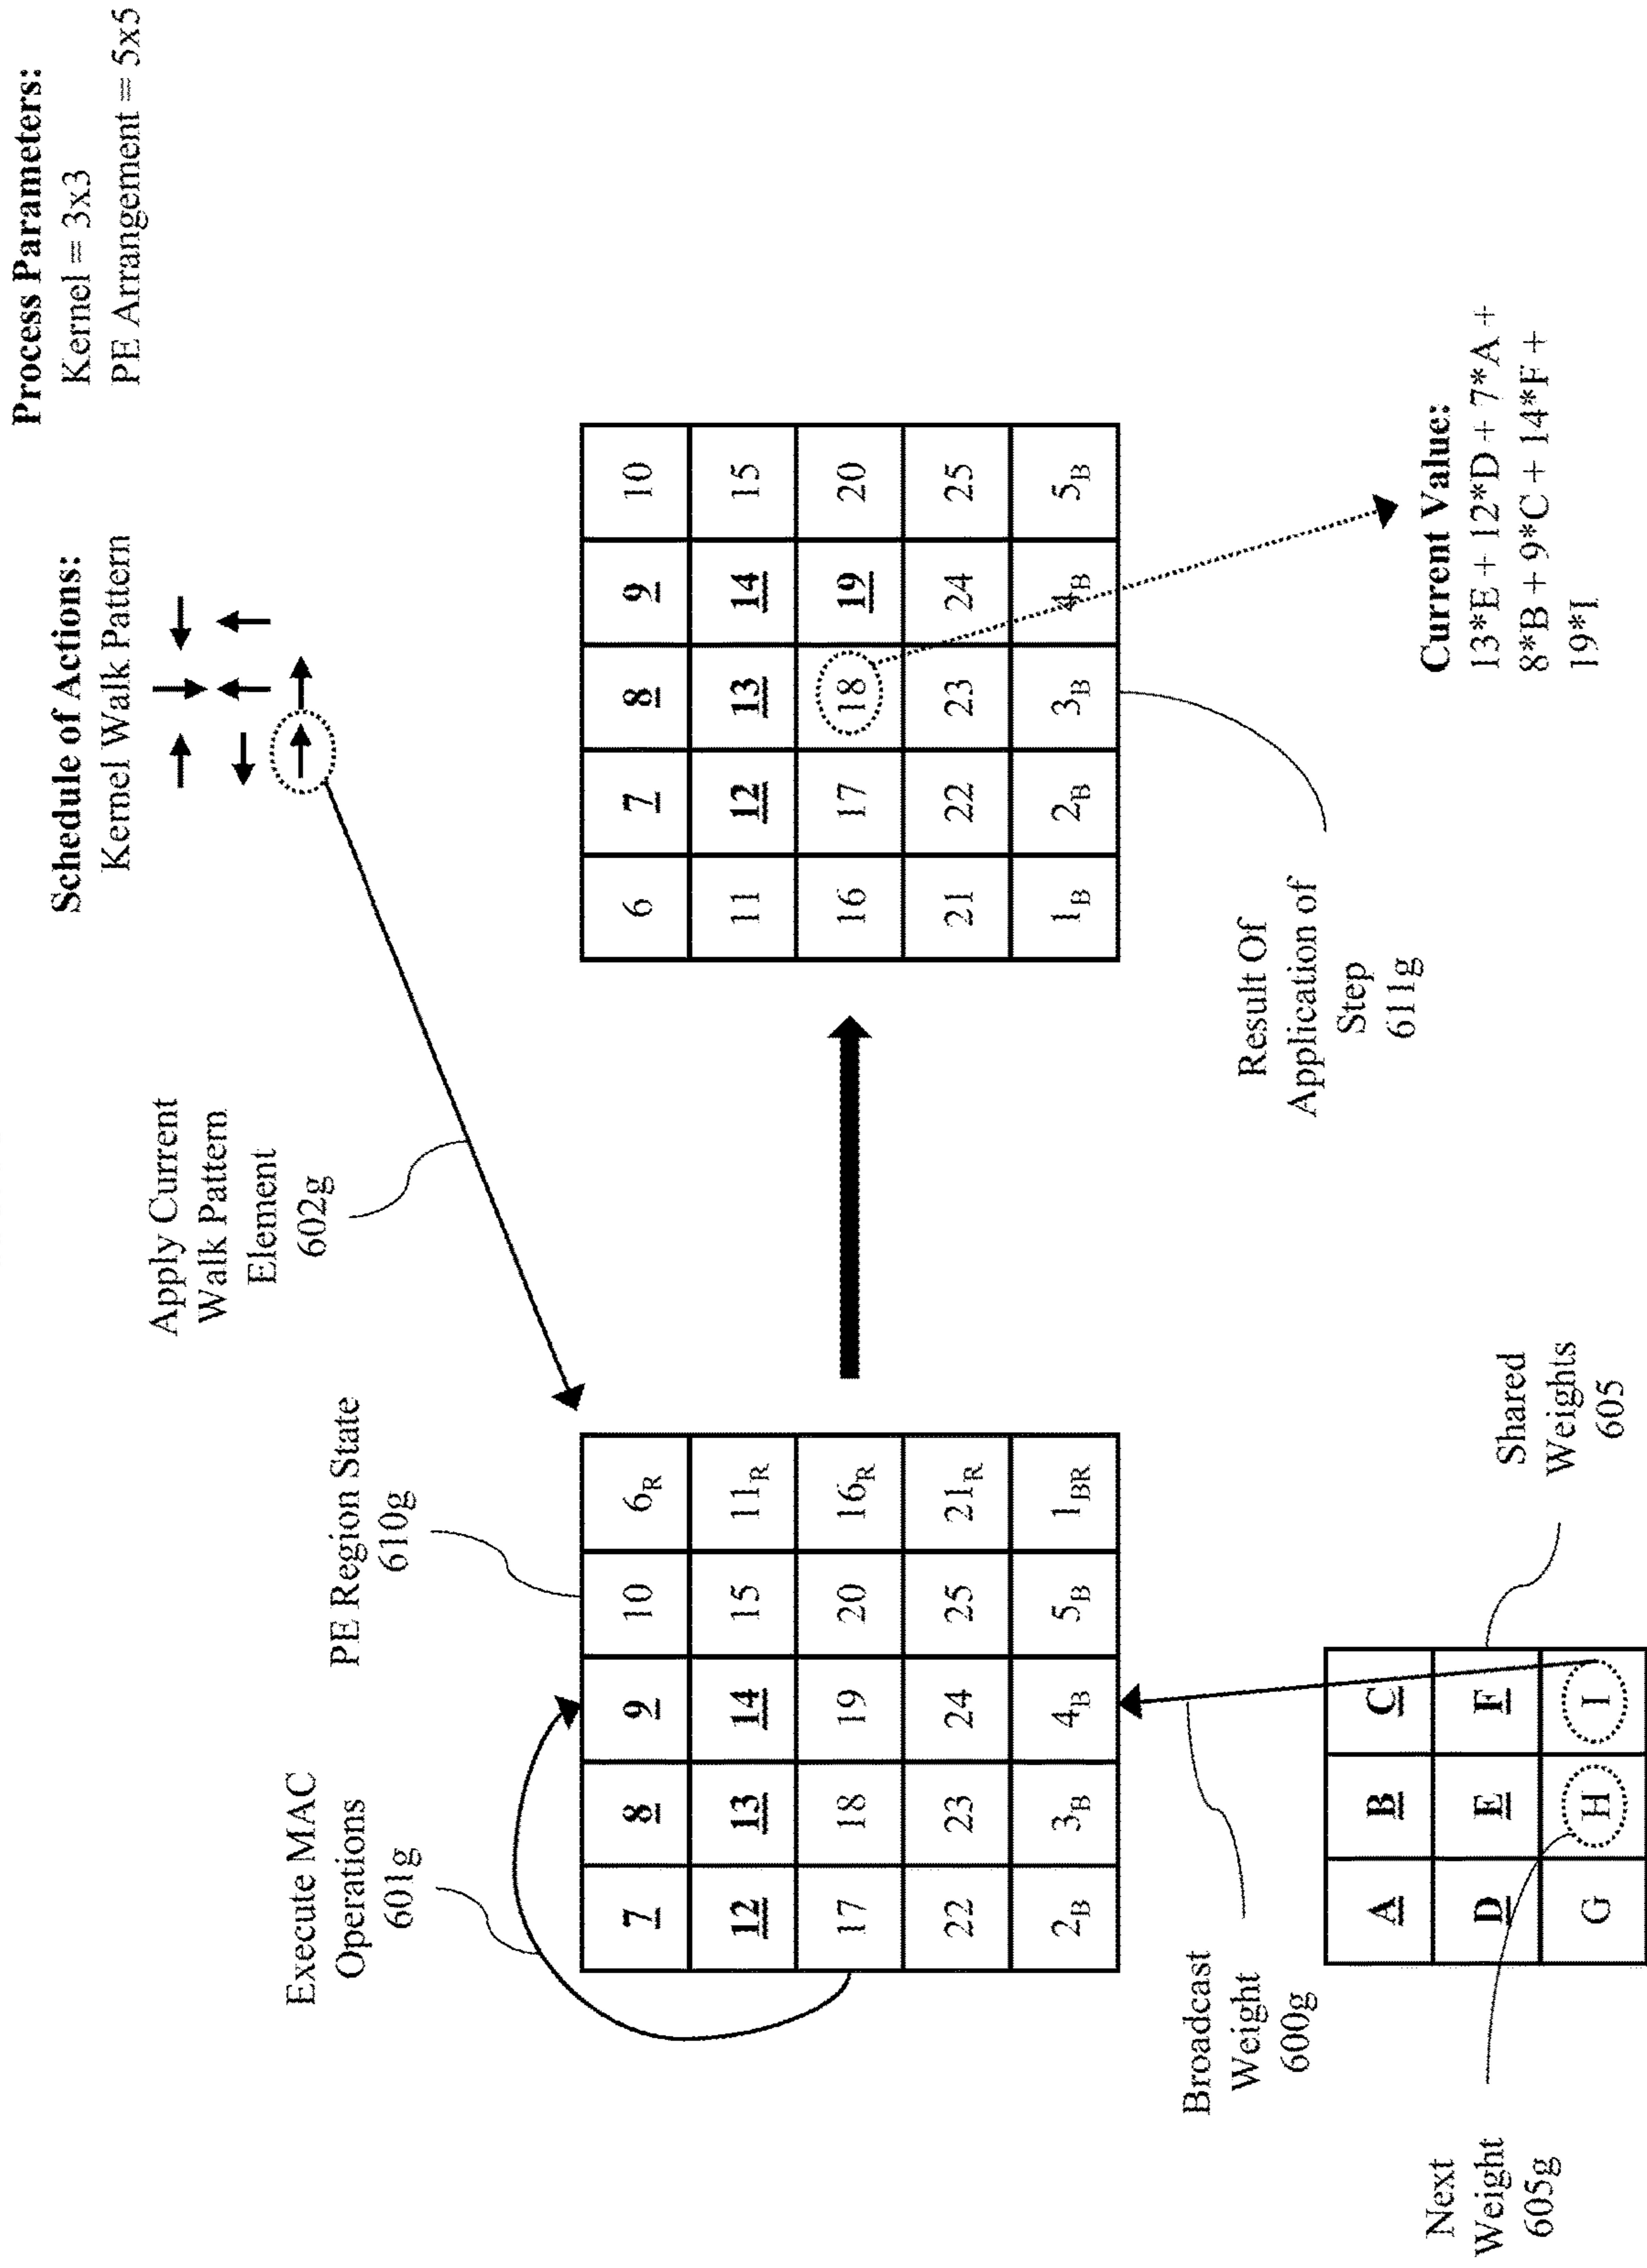 Process Parameters:
Kernel = 3x3
PE Arrangement = 5x5
Schedule of Actions:
Kernel Walk Pattern
Apply Current
Walk Pattern
Element
602g
PE Region State
610g
Execute MAC
Operations
601g
7 8 9 10 6R
12 13 14 15 11R
17 18 19 20 16R
22 23 24 25 21R
2B 3B 4B 5B 1BR
6 7 8 9 10
11 12 13 14 15
16 17 18 19 20
21 22 23 24 25
1B 2B 3B 4B 5B
Broadcast
Weight
600g
Next
Weight
605g
A B C
D E F
G H I
Shared
Weights
605
Result Of
Application of
Step
611g
Current Value:
13*E + 12*D + 7*A +
8*B + 9*C + 14*F +
19*I